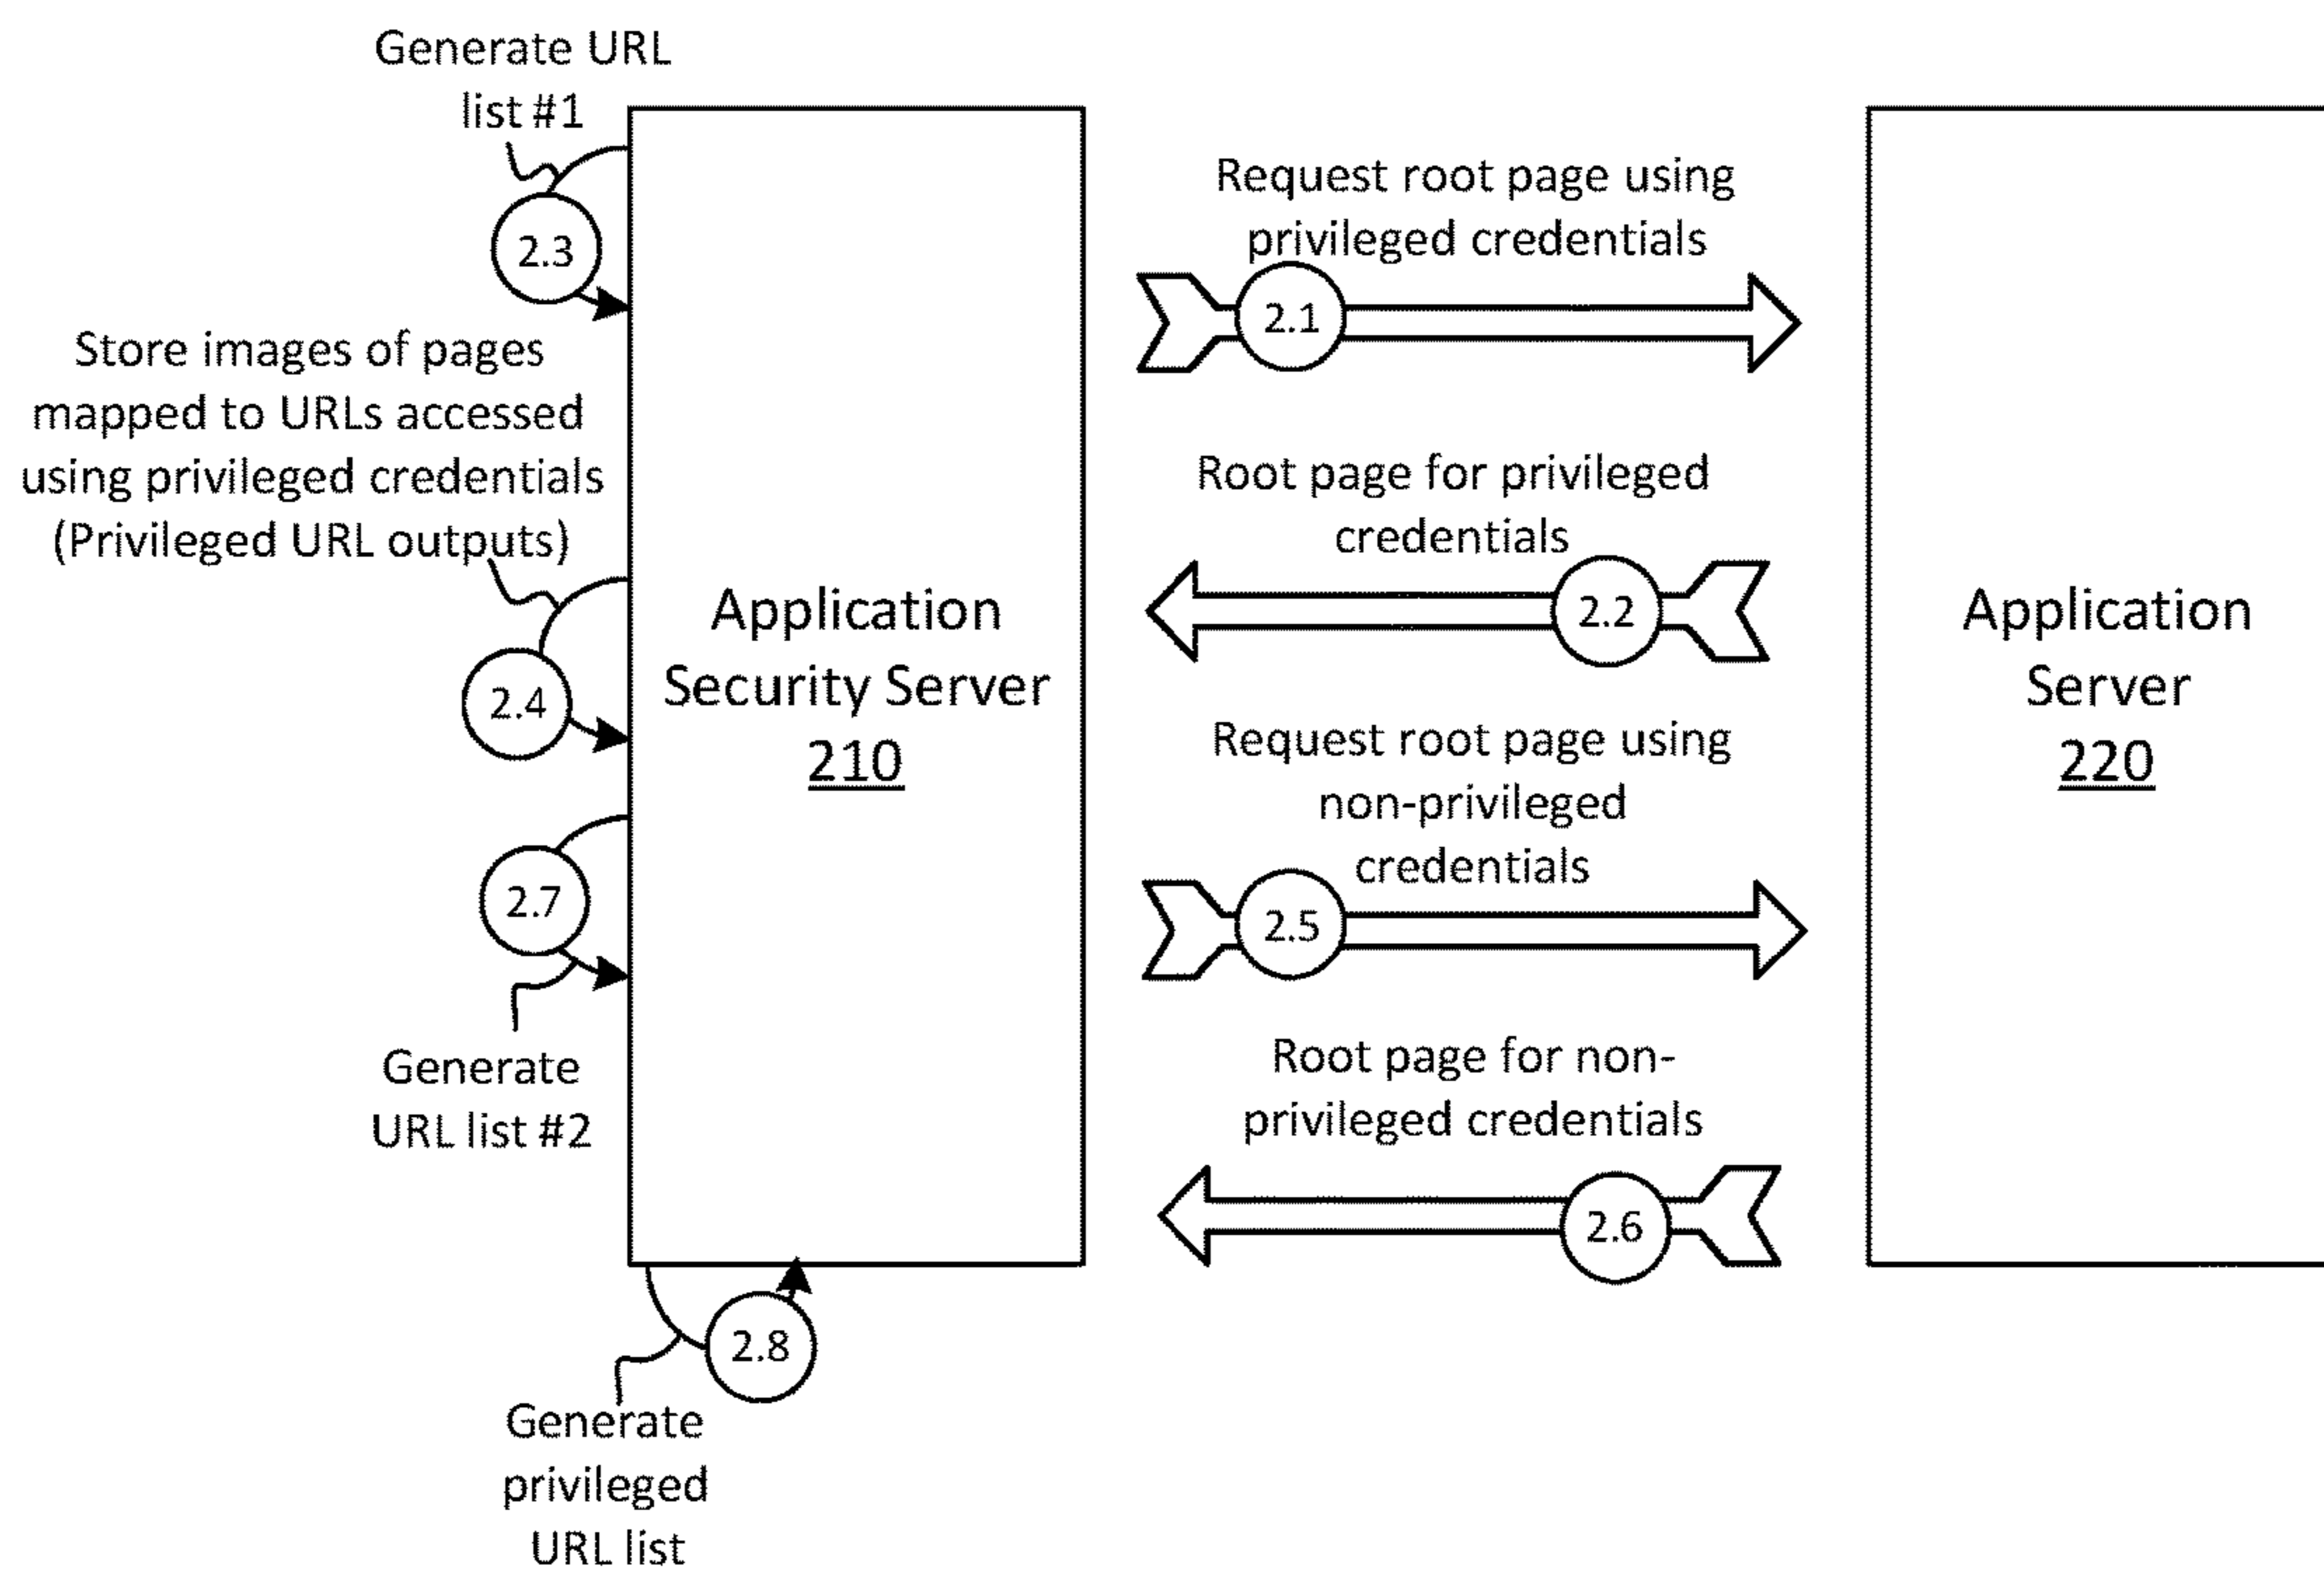 Generate URL
list #1
2.3
Store images of pages
mapped to URLs accessed
using privileged credentials
(Privileged URL outputs)
2.4
2.7
Generate
URL list #2
Application
Security Server
210
2.8
Generate
privileged
URL list
Request root page using
privileged credentials
2.1
Root page for privileged
credentials
2.2
Request root page using
non-privileged
credentials
2.5
Root page for non-
privileged credentials
2.6
Application
Server
220